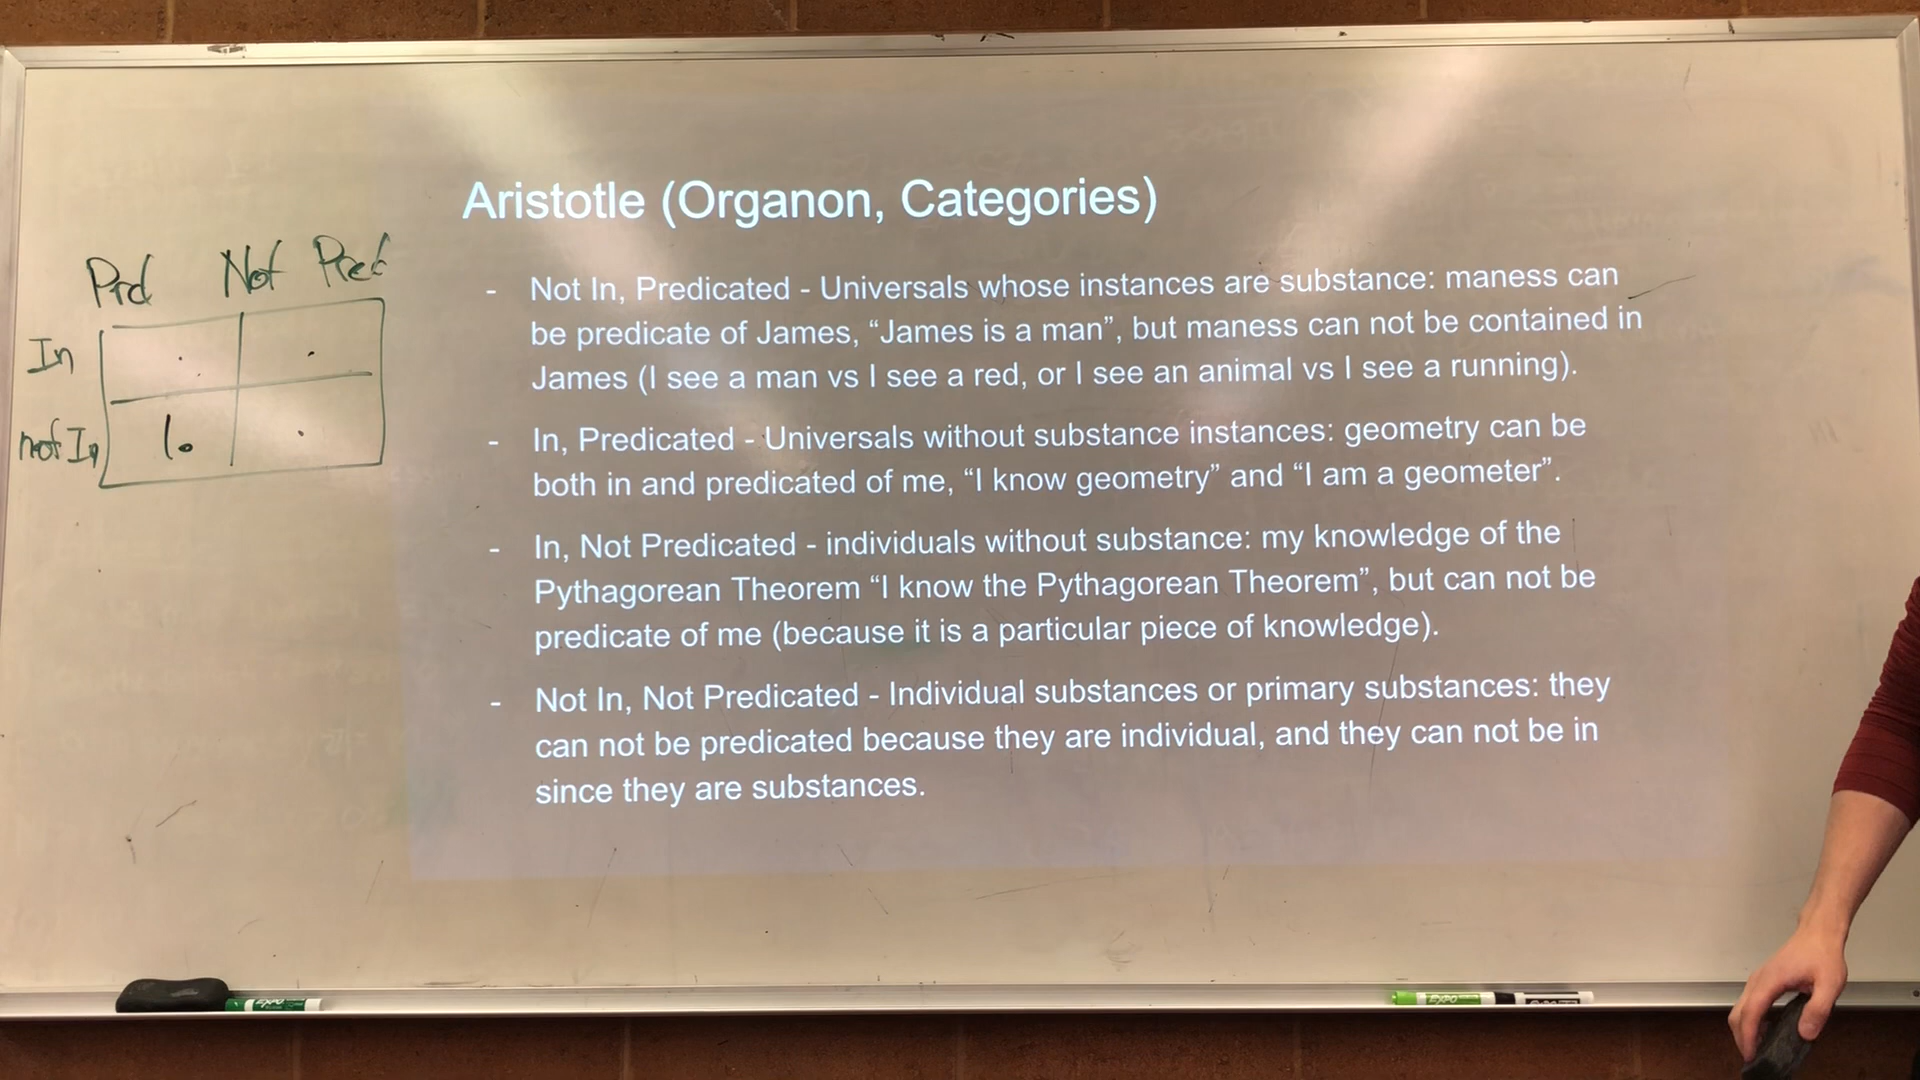 Aristotle (Organon, Categories)
- Not In, Predicated - Universals whose instances are substance: maness can
be predicate of James, “James is a man”, but maness can not be contained in
James (I see a man vs I see a red, or I see an animal vs I see a running).
- In, Predicated - Universals without substance instances: geometry can be
both in and predicated of me, “I know geometry” and “I am a geometer”.
- In, Not Predicated - individuals without substance: my knowledge of the
Pythagorean Theorem “I know the Pythagorean Theorem”, but can not be
predicate of me (because it is a particular piece of knowledge).
- Not In, Not Predicated - Individual substances or primary substances: they
can not be predicated because they are individual, and they can not be in
since they are substances.
Prd Not Pred
In
not In
1.
EXPO
EXPO